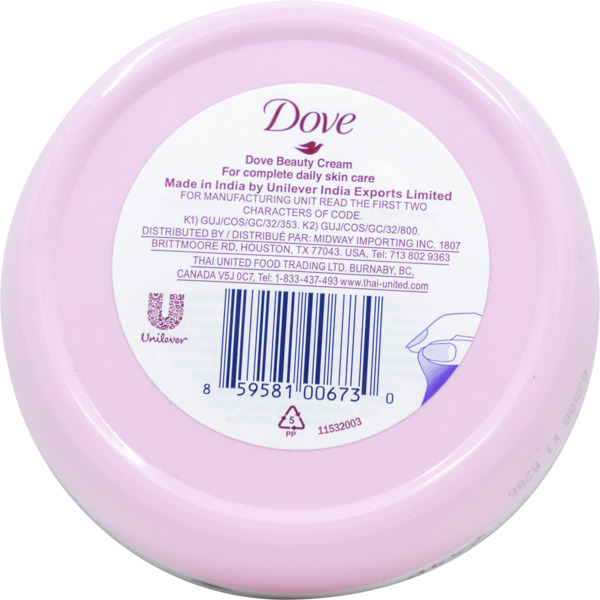 Dove
Dove Beauty Cream
For complete daily skin care
Made in India by Unilever India Exports Limited
FOR MANUFACTURING UNIT READ THE FIRST TWO
CHARACTERS OF CODE.
K1) GUJ/COS/GC/32/353. K2) GUJ/COS/GC/32/800.
DISTRIBUTED BY / DISTRIBUÉ PAR: MIDWAY IMPORTING INC. 1807
BRITTMOORE RD, HOUSTON, TX 77043. USA, Tel: 713 802 9363
THAI UNITED FOOD TRADING LTD. BURNABY, BC,
CANADA V5J 0C7, Tel: 1-833-437-493 www.thai-united.com
Unilever
8 59581 00673 0
5
PP
11532003